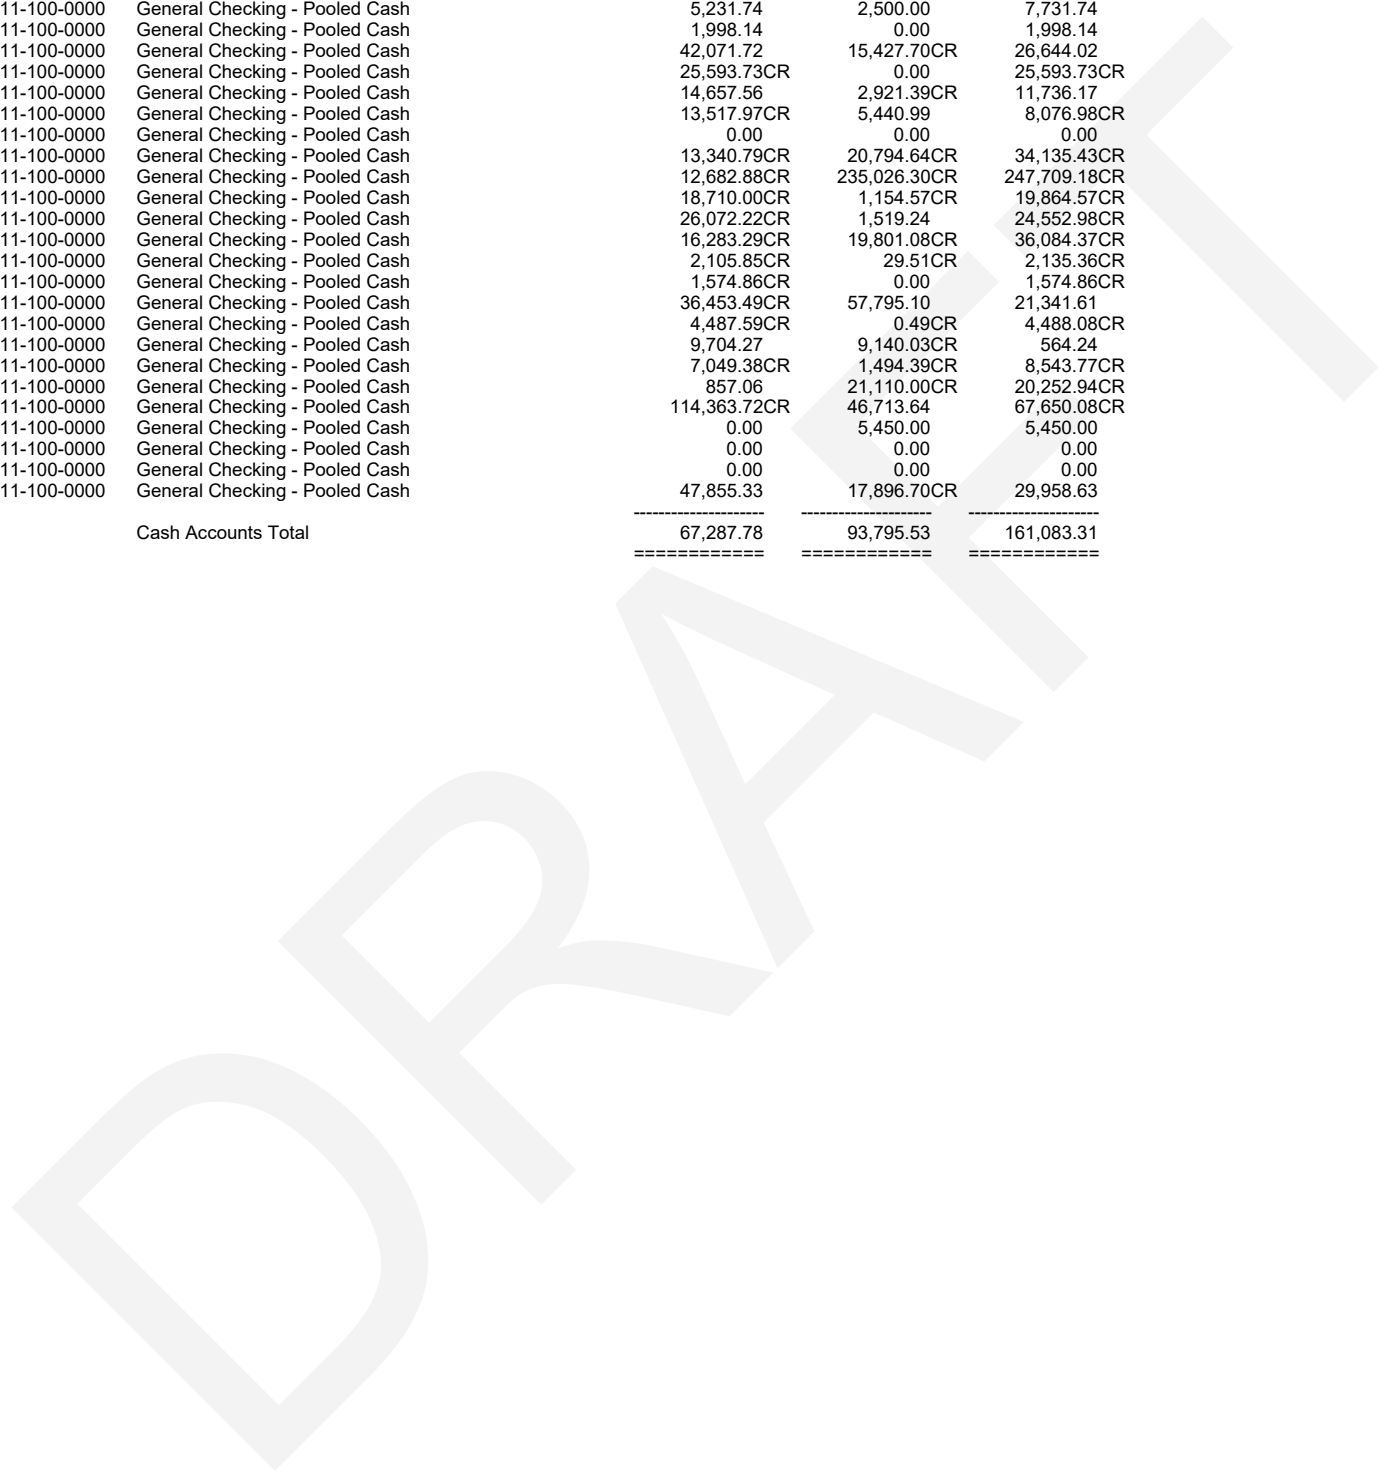 11-100-0000 General Checking - Pooled Cash 5,231.74 2,500.00 7,731.74
11-100-0000 General Checking - Pooled Cash 1,998.14 0.00 1,998.14
11-100-0000 General Checking - Pooled Cash 42,071.72 15,427.70CR 26,644.02
11-100-0000 General Checking - Pooled Cash 25,593.73CR 0.00 25,593.73CR
11-100-0000 General Checking - Pooled Cash 14,657.56 2,921.39CR 11,736.17
11-100-0000 General Checking - Pooled Cash 13,517.97CR 5,440.99 8,076.98CR
11-100-0000 General Checking - Pooled Cash 0.00 0.00 0.00
11-100-0000 General Checking - Pooled Cash 13,340.79CR 20,794.64CR 34,135.43CR
11-100-0000 General Checking - Pooled Cash 12,682.88CR 235,026.30CR 247,709.18CR
11-100-0000 General Checking - Pooled Cash 18,710.00CR 1,154.57CR 19,864.57CR
11-100-0000 General Checking - Pooled Cash 26,072.22CR 1,519.24 24,552.98CR
11-100-0000 General Checking - Pooled Cash 16,283.29CR 19,801.08CR 36,084.37CR
11-100-0000 General Checking - Pooled Cash 2,105.85CR 29.51CR 2,135.36CR
11-100-0000 General Checking - Pooled Cash 1,574.86CR 0.00 1,574.86CR
11-100-0000 General Checking - Pooled Cash 36,453.49CR 57,795.10 21,341.61
11-100-0000 General Checking - Pooled Cash 4,487.59CR 0.49CR 4,488.08CR
11-100-0000 General Checking - Pooled Cash 9,704.27 9,140.03CR 564.24
11-100-0000 General Checking - Pooled Cash 7,049.38CR 1,494.39CR 8,543.77CR
11-100-0000 General Checking - Pooled Cash 857.06 21,110.00CR 20,252.94CR
11-100-0000 General Checking - Pooled Cash 114,363.72CR 46,713.64 67,650.08CR
11-100-0000 General Checking - Pooled Cash 0.00 5,450.00 5,450.00
11-100-0000 General Checking - Pooled Cash 0.00 0.00 0.00
11-100-0000 General Checking - Pooled Cash 0.00 0.00 0.00
11-100-0000 General Checking - Pooled Cash 47,855.33 17,896.70CR 29,958.63
--------------------- --------------------- ---------------------
Cash Accounts Total 67,287.78 93,795.53 161,083.31
============ ============ ============
DRAFT